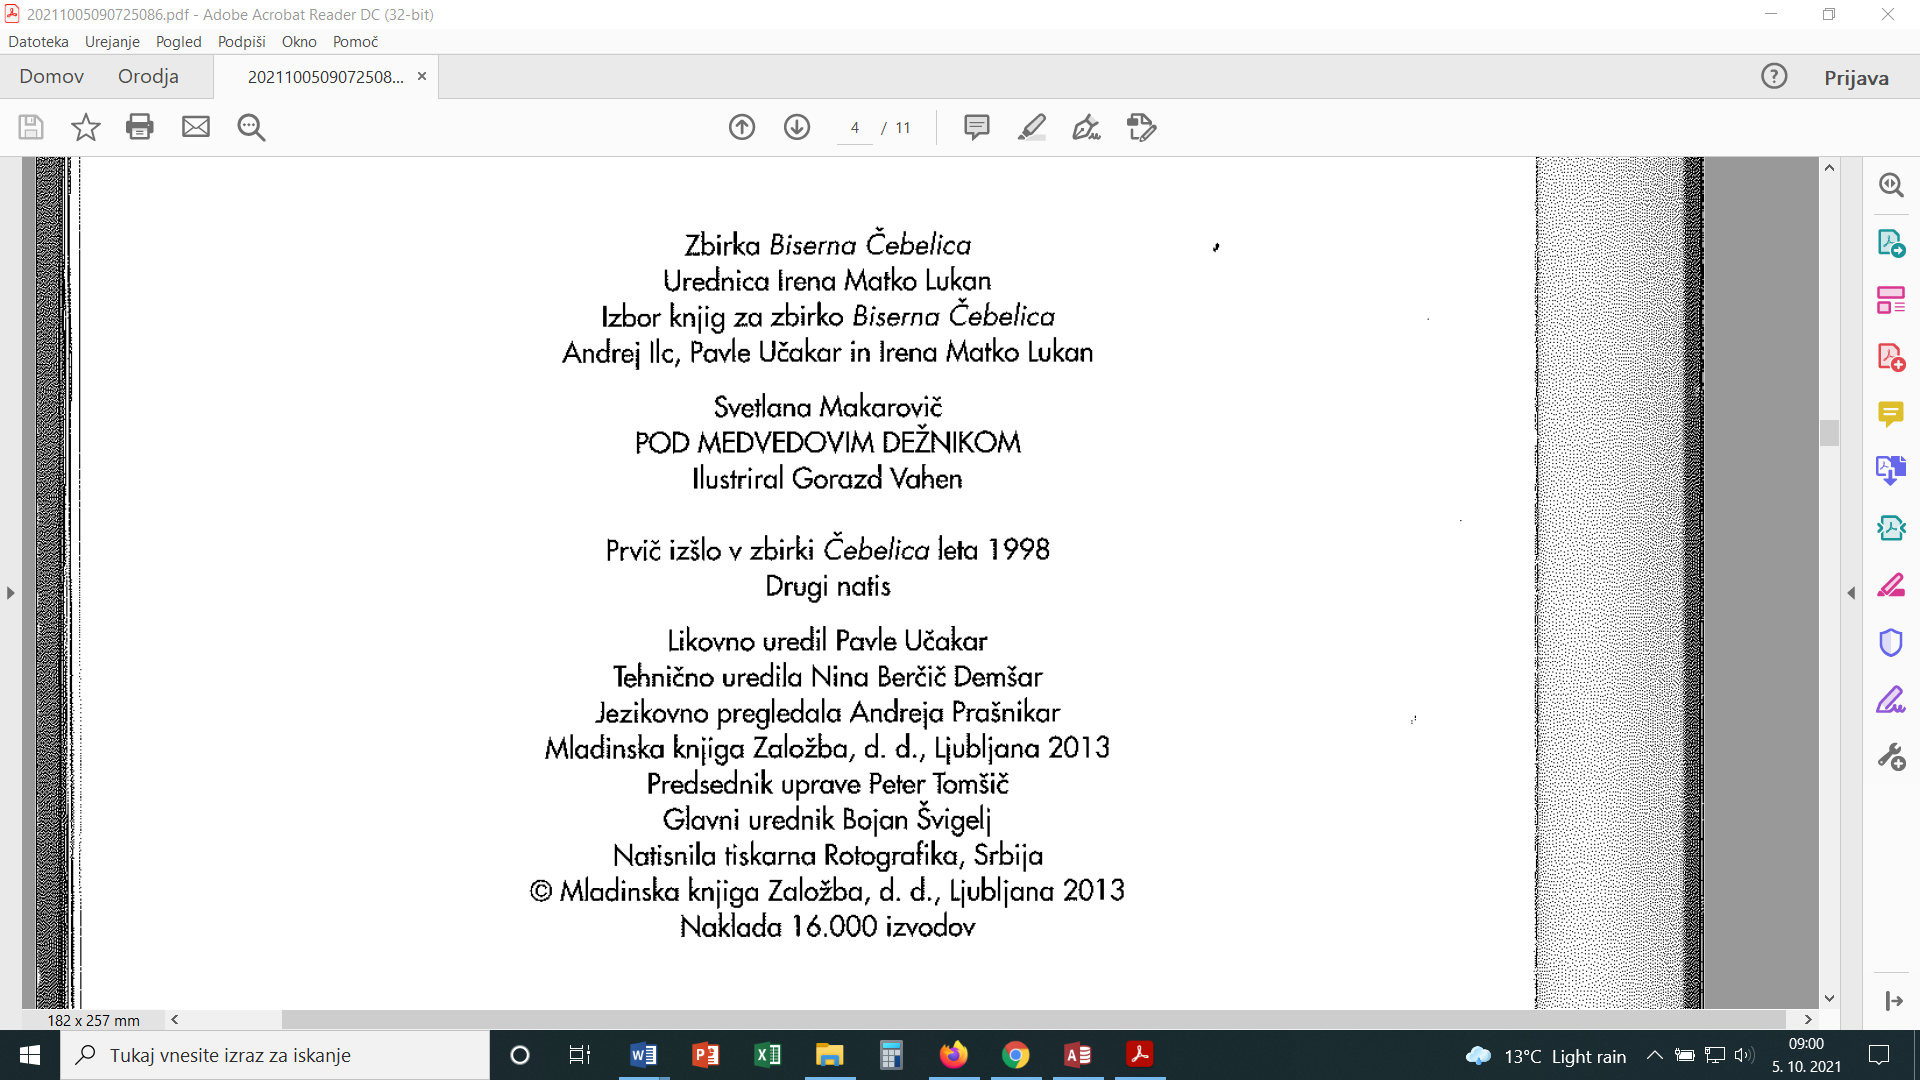 20211005090725086.pdf - Adobe Acrobat Reader DC (32-bit)
Datoteka Urejanje Pogled Podpiši Okno Pomoč
Domov Orodja 2021100509072508... × Prijava
4 / 11
Zbirka Biserna Čebelica
Urednica Irena Matko Lukan
Izbor knjig za zbirko Biserna Čebelica
Andrej Ilc, Pavle Učakar in Irena Matko Lukan
Svetlana Makarovič
POD MEDVEDOVIM DEŽNIKOM
Ilustriral Gorazd Vahen
Prvič izšlo v zbirki Čebelica leta 1998
Drugi natis
Likovno uredil Pavle Učakar
Tehnično uredila Nina Berčič Demšar
Jezikovno pregledala Andreja Prašnikar
Mladinska knjiga Založba, d. d., Ljubljana 2013
Predsednik uprave Peter Tomšič
Glavni urednik Bojan Švigelj
Natisnila tiskarna Rotografika, Srbija
© Mladinska knjiga Založba, d. d., Ljubljana 2013
Naklada 16.000 izvodov
182 x 257 mm
Tukaj vnesite izraz za iskanje
13°C Light rain
09:00
5. 10. 2021